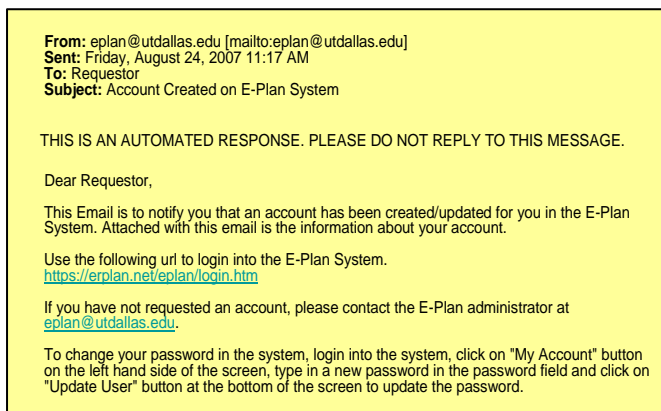 From: eplan@utdallas.edu [mailto:eplan@utdallas.edu]
Sent: Friday, August 24, 2007 11:17 AM
To: Requestor
Subject: Account Created on E-Plan System
THIS IS AN AUTOMATED RESPONSE. PLEASE DO NOT REPLY TO THIS MESSAGE.
Dear Requestor,
This Email is to notify you that an account has been created/updated for you in the E-Plan
System. Attached with this email is the information about your account.
Use the following url to login into the E-Plan System.
https://erplan.net/eplan/login.htm
If you have not requested an account, please contact the E-Plan administrator at
eplan@utdallas.edu.
To change your password in the system, login into the system, click on "My Account" button
on the left hand side of the screen, type in a new password in the password field and click on
"Update User" button at the bottom of the screen to update the password.